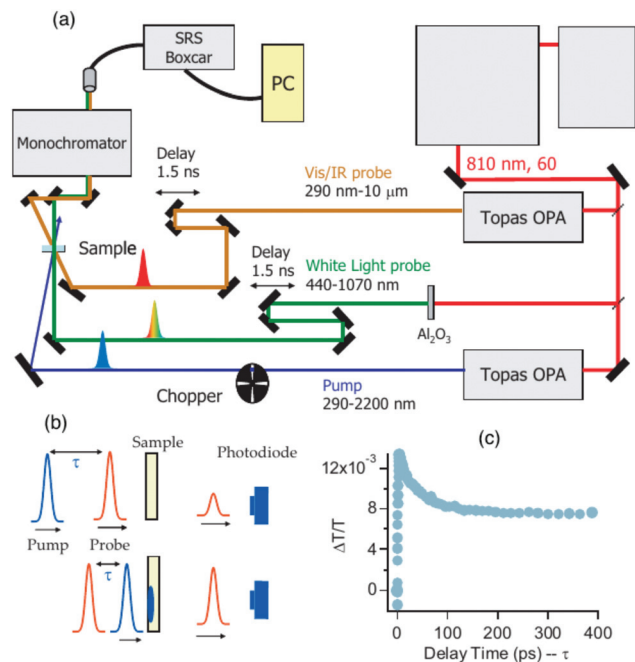 (a)
SRS
Boxcar
PC
Monochromator
Delay
1.5 ns
Vis/IR probe
290 nm-10 μm
810 nm, 60
Topas OPA
Sample
Delay
1.5 ns
White Light probe
440-1070 nm
Al₂O₃
Chopper
Pump
290-2200 nm
Topas OPA
(b)
Sample
Photodiode
τ
Pump
Probe
τ
(c)
ΔT/T
12x10⁻³
8
4
0
0
100
200
300
400
Delay Time (ps) -- τ